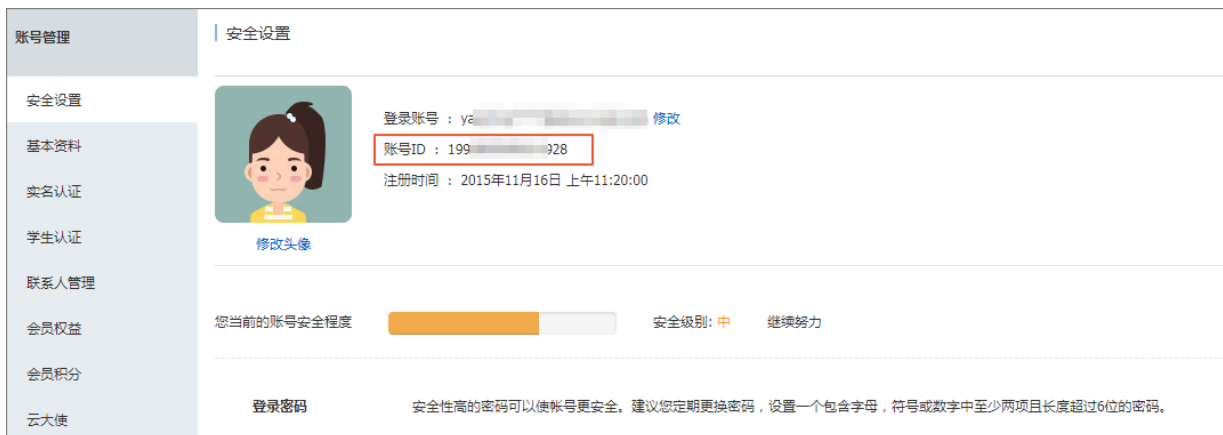 账号管理
安全设置
基本资料
实名认证
学生认证
联系人管理
会员权益
会员积分
云大使
安全设置
登录账号 : ya 修改
账号ID : 199 928
注册时间 : 2015年11月16日 上午11:20:00
修改头像
您当前的账号安全程度 安全级别: 中 继续努力
登录密码 安全性高的密码可以使帐号更安全。建议您定期更换密码，设置一个包含字母，符号或数字中至少两项目长度超过6位的密码。